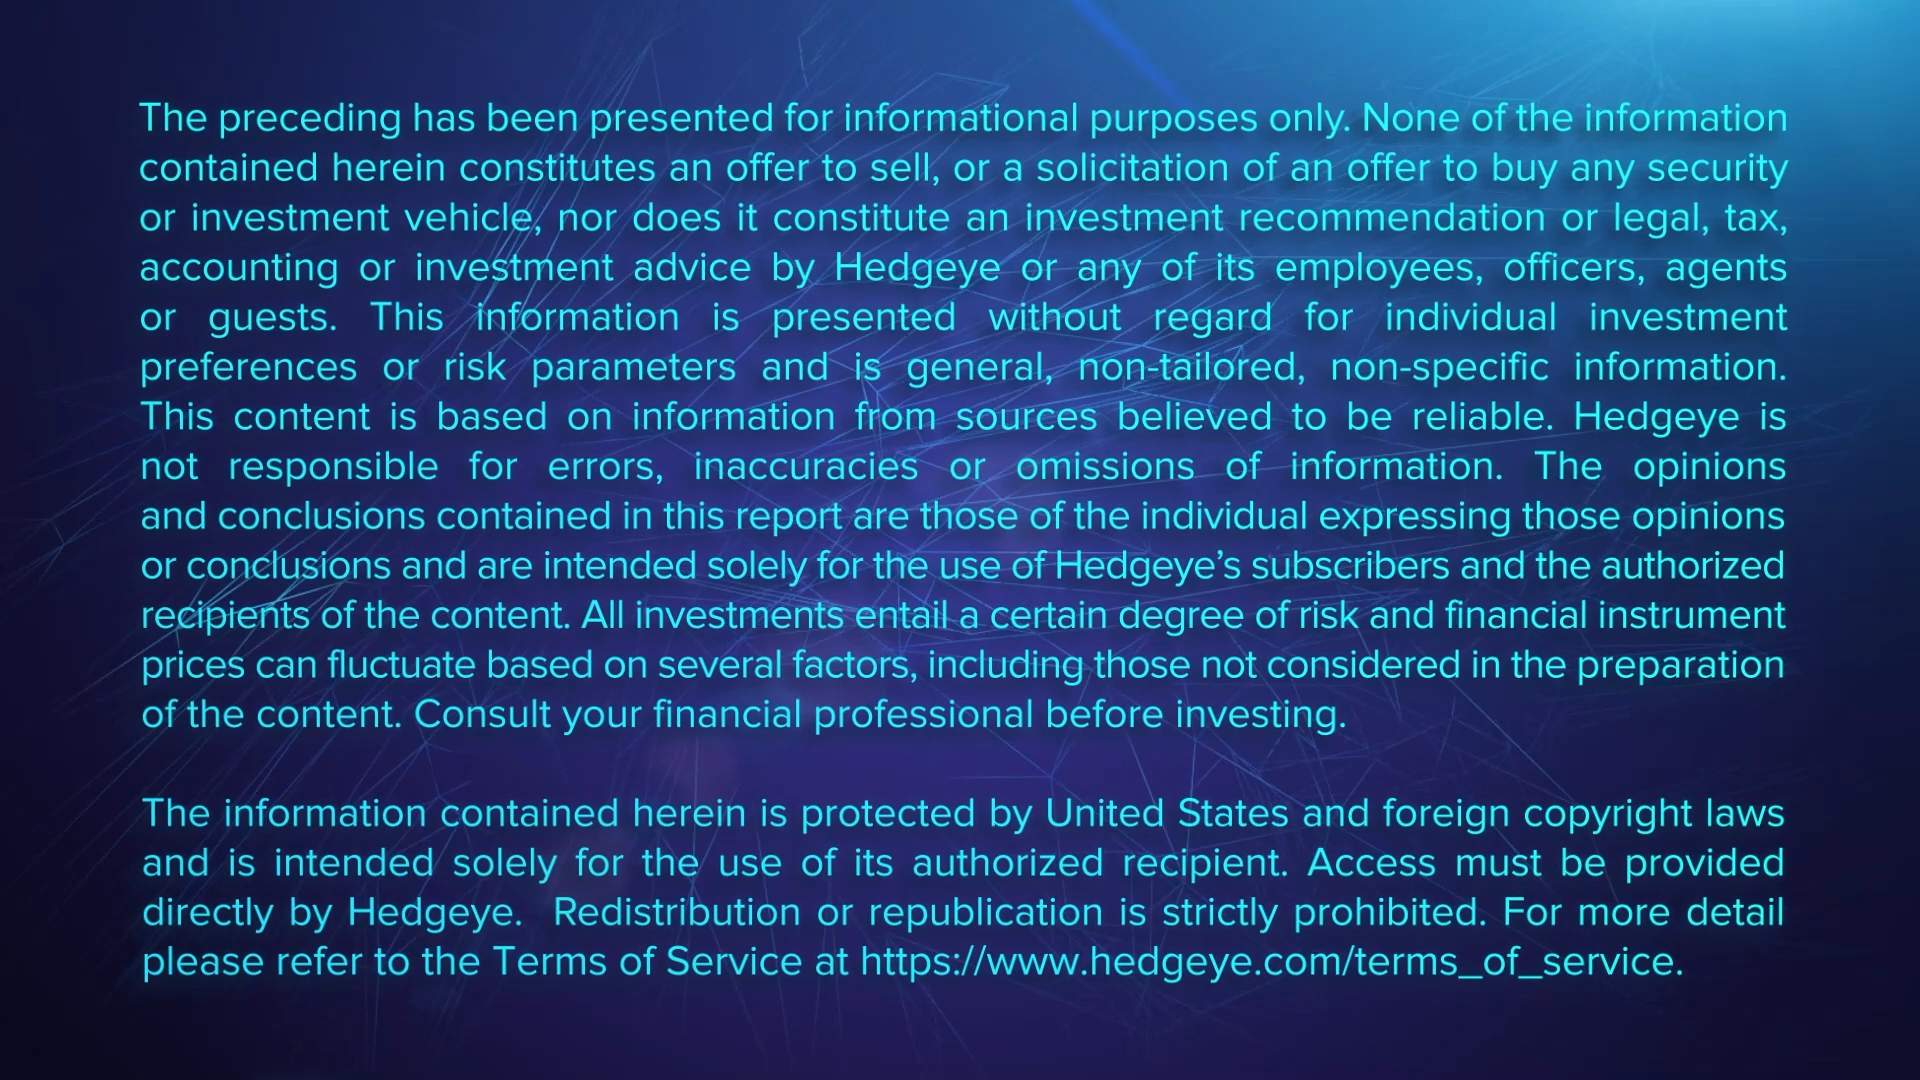 The preceding has been presented for informational purposes only. None of the information
contained herein constitutes an offer to sell, or a solicitation of an offer to buy any security
or investment vehicle, nor does it constitute an investment recommendation or legal, tax,
accounting or investment advice by Hedgeye or any of its employees, officers, agents
or guests. This information is presented without regard for individual investment
preferences or risk parameters and is general, non-tailored, non-specific information.
This content is based on information from sources believed to be reliable. Hedgeye is
not responsible for errors, inaccuracies or omissions of information. The opinions
and conclusions contained in this report are those of the individual expressing those opinions
or conclusions and are intended solely for the use of Hedgeye’s subscribers and the authorized
recipients of the content. All investments entail a certain degree of risk and financial instrument
prices can fluctuate based on several factors, including those not considered in the preparation
of the content. Consult your financial professional before investing.
The information contained herein is protected by United States and foreign copyright laws
and is intended solely for the use of its authorized recipient. Access must be provided
directly by Hedgeye. Redistribution or republication is strictly prohibited. For more detail
please refer to the Terms of Service at https://www.hedgeye.com/terms_of_service.